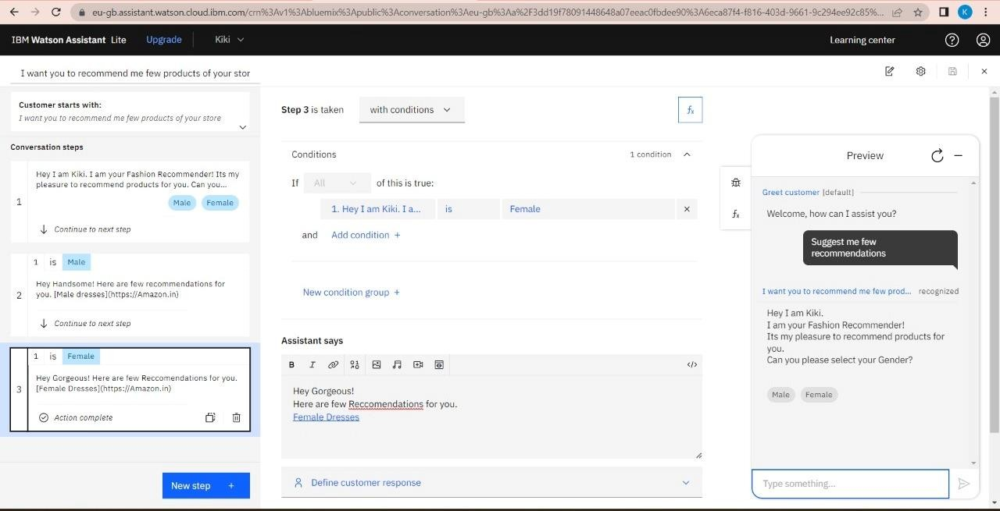 eu-gb.assistant.watson.cloud.ibm.com/crn%3Av1%3Abluemix%3Apublic%3Aconversation%3Aeu-gb%3Aa%2F3dd19f78091448648a07eeac0fbdee90%3A6eca87f4-f816-403d-9661-9c294ee92c85%...
K
IBM Watson Assistant Lite
Upgrade
Kiki
Learning center
I want you to recommend me few products of your stor
Customer starts with:
I want you to recommend me few products of your store
Conversation steps
1
Hey I am Kiki. I am your Fashion Recommender! Its my
pleasure to recommend products for you. Can you...
Male Female
Continue to next step
2
1 is Male
Hey Handsome! Here are few recommendations for
you. [Male dresses](https://Amazon.in)
Continue to next step
3
1 is Female
Hey Gorgeous! Here are few Reccomendations for you.
[Female Dresses](https://Amazon.in)
Action complete
New step +
Step 3 is taken
with conditions
fx
Conditions
1 condition
If All of this is true:
1. Hey I am Kiki. I a... is Female
and Add condition +
New condition group +
Assistant says
B I
Hey Gorgeous!
Here are few Reccomendations for you.
Female Dresses
Define customer response
fx
Preview
Greet customer [default]
Welcome, how can I assist you?
Suggest me few
recommendations
I want you to recommend me few prod... recognized
Hey I am Kiki.
I am your Fashion Recommender!
Its my pleasure to recommend products for
you.
Can you please select your Gender?
Male Female
Type something...